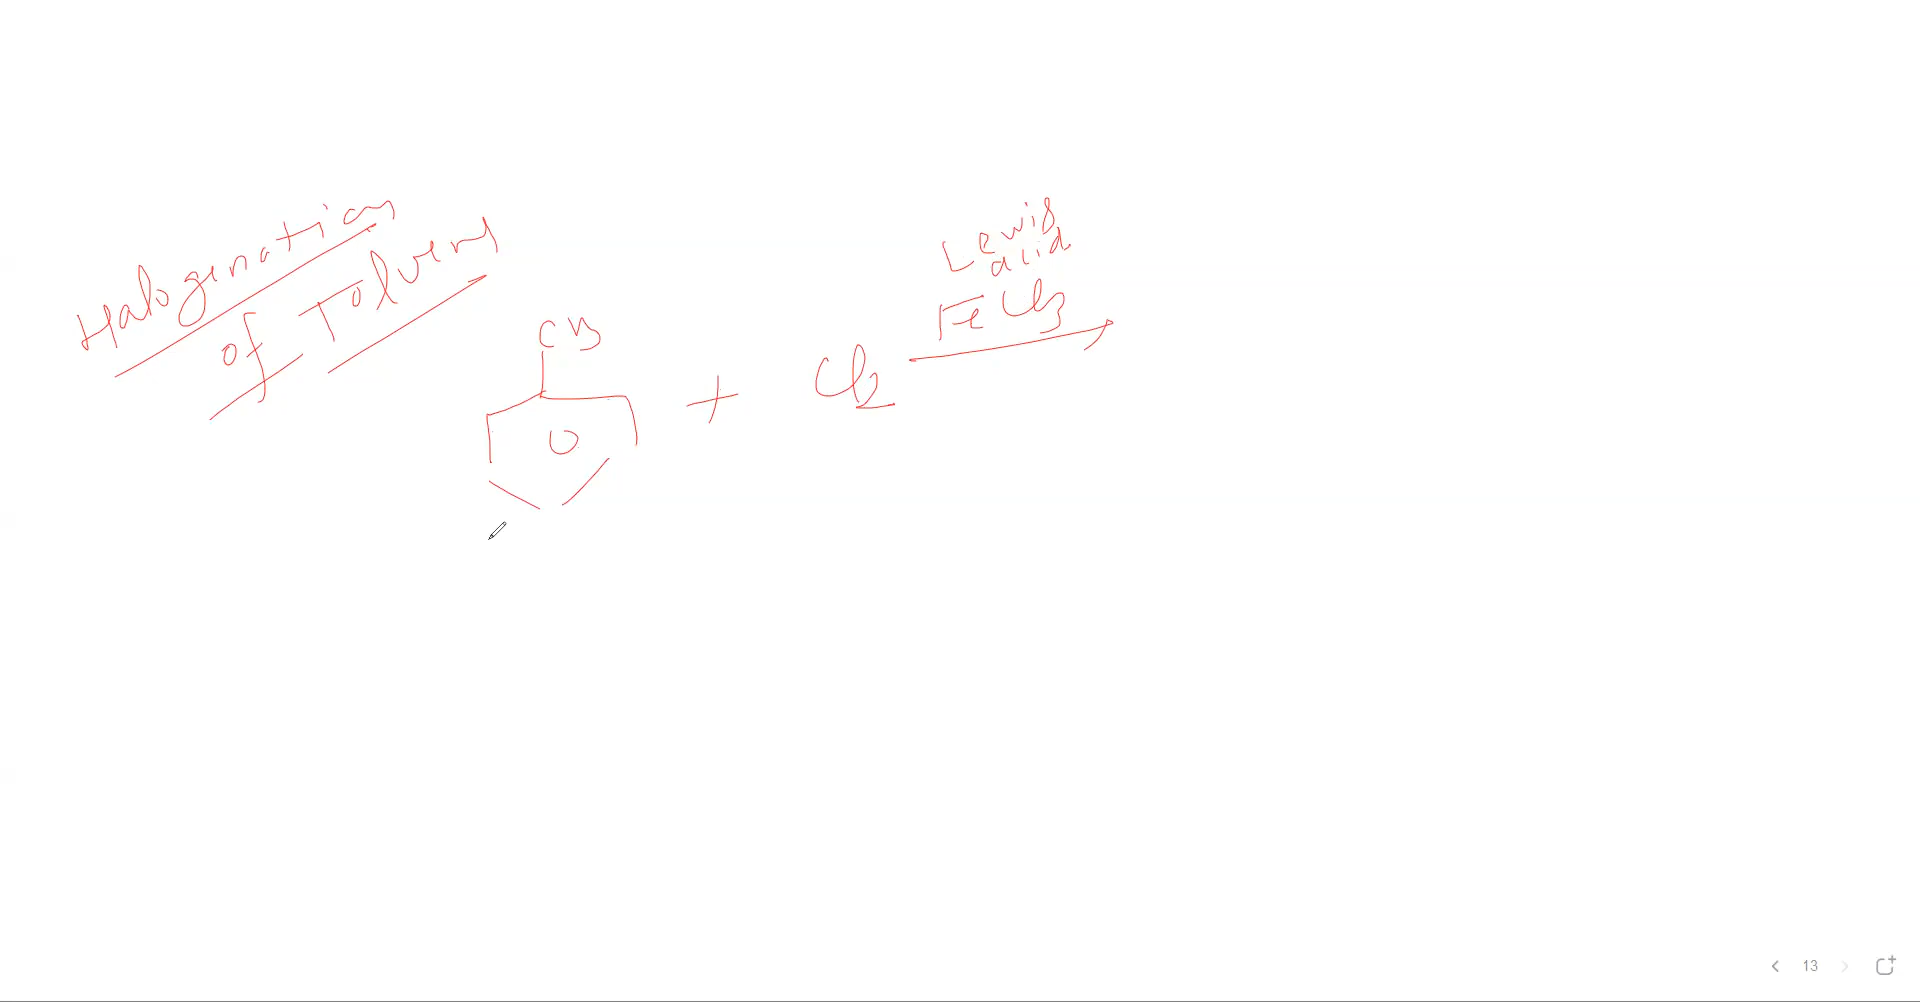 Halogenation
of Toluene
CH3
+ Cl2
Lewis
acid
FeCl3
13